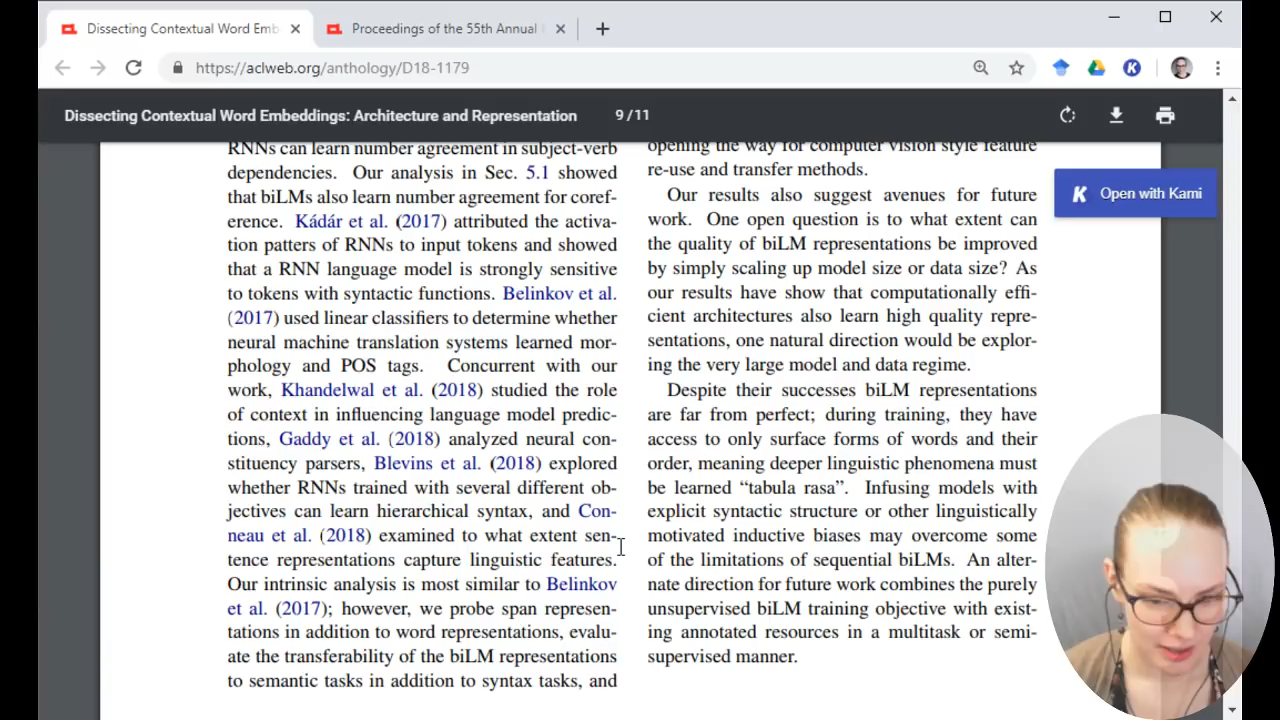 Dissecting Contextual Word Emb
Proceedings of the 55th Annual
https://aclweb.org/anthology/D18-1179
Dissecting Contextual Word Embeddings: Architecture and Representation 9 / 11
K Open with Kami
RNNs can learn number agreement in subject-verb
dependencies. Our analysis in Sec. 5.1 showed
that biLMs also learn number agreement for coref-
erence. Kádár et al. (2017) attributed the activa-
tion patters of RNNs to input tokens and showed
that a RNN language model is strongly sensitive
to tokens with syntactic functions. Belinkov et al.
(2017) used linear classifiers to determine whether
neural machine translation systems learned mor-
phology and POS tags. Concurrent with our
work, Khandelwal et al. (2018) studied the role
of context in influencing language model predic-
tions, Gaddy et al. (2018) analyzed neural con-
stituency parsers, Blevins et al. (2018) explored
whether RNNs trained with several different ob-
jectives can learn hierarchical syntax, and Con-
neau et al. (2018) examined to what extent sen-
tence representations capture linguistic features.
Our intrinsic analysis is most similar to Belinkov
et al. (2017); however, we probe span represen-
tations in addition to word representations, evalu-
ate the transferability of the biLM representations
to semantic tasks in addition to syntax tasks, and
opening the way for computer vision style feature
re-use and transfer methods.
Our results also suggest avenues for future
work. One open question is to what extent can
the quality of biLM representations be improved
by simply scaling up model size or data size? As
our results have show that computationally effi-
cient architectures also learn high quality repre-
sentations, one natural direction would be explor-
ing the very large model and data regime.
Despite their successes biLM representations
are far from perfect; during training, they have
access to only surface forms of words and their
order, meaning deeper linguistic phenomena must
be learned “tabula rasa”. Infusing models with
explicit syntactic structure or other linguistically
motivated inductive biases may overcome some
of the limitations of sequential biLMs. An alter-
nate direction for future work combines the purely
unsupervised biLM training objective with exist-
ing annotated resources in a multitask or semi-
supervised manner.